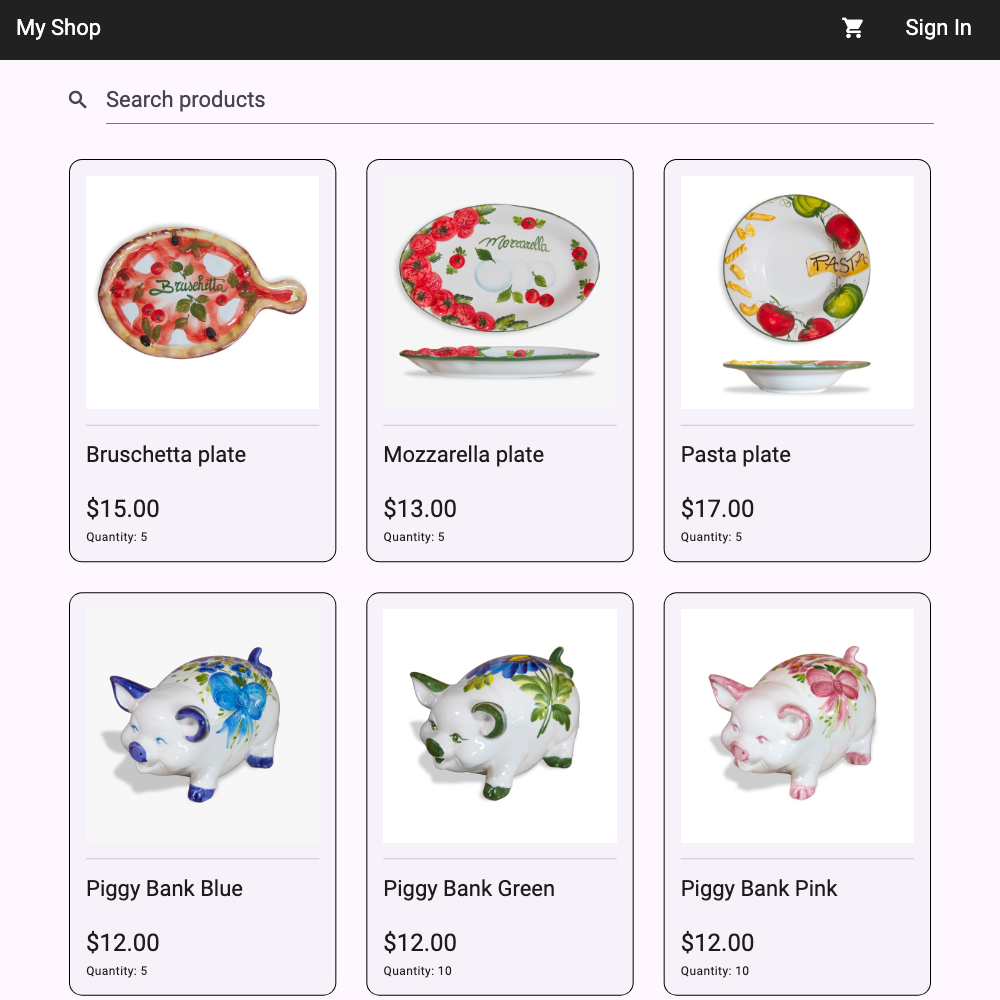 My Shop
Sign In
Search products
Bruschetta
Mozzarella
PASTA
Bruschetta plate
Mozzarella plate
Pasta plate
$15.00
$13.00
$17.00
Quantity: 5
Quantity: 5
Quantity: 5
Piggy Bank Blue
Piggy Bank Green
Piggy Bank Pink
$12.00
$12.00
$12.00
Quantity: 5
Quantity: 10
Quantity: 10